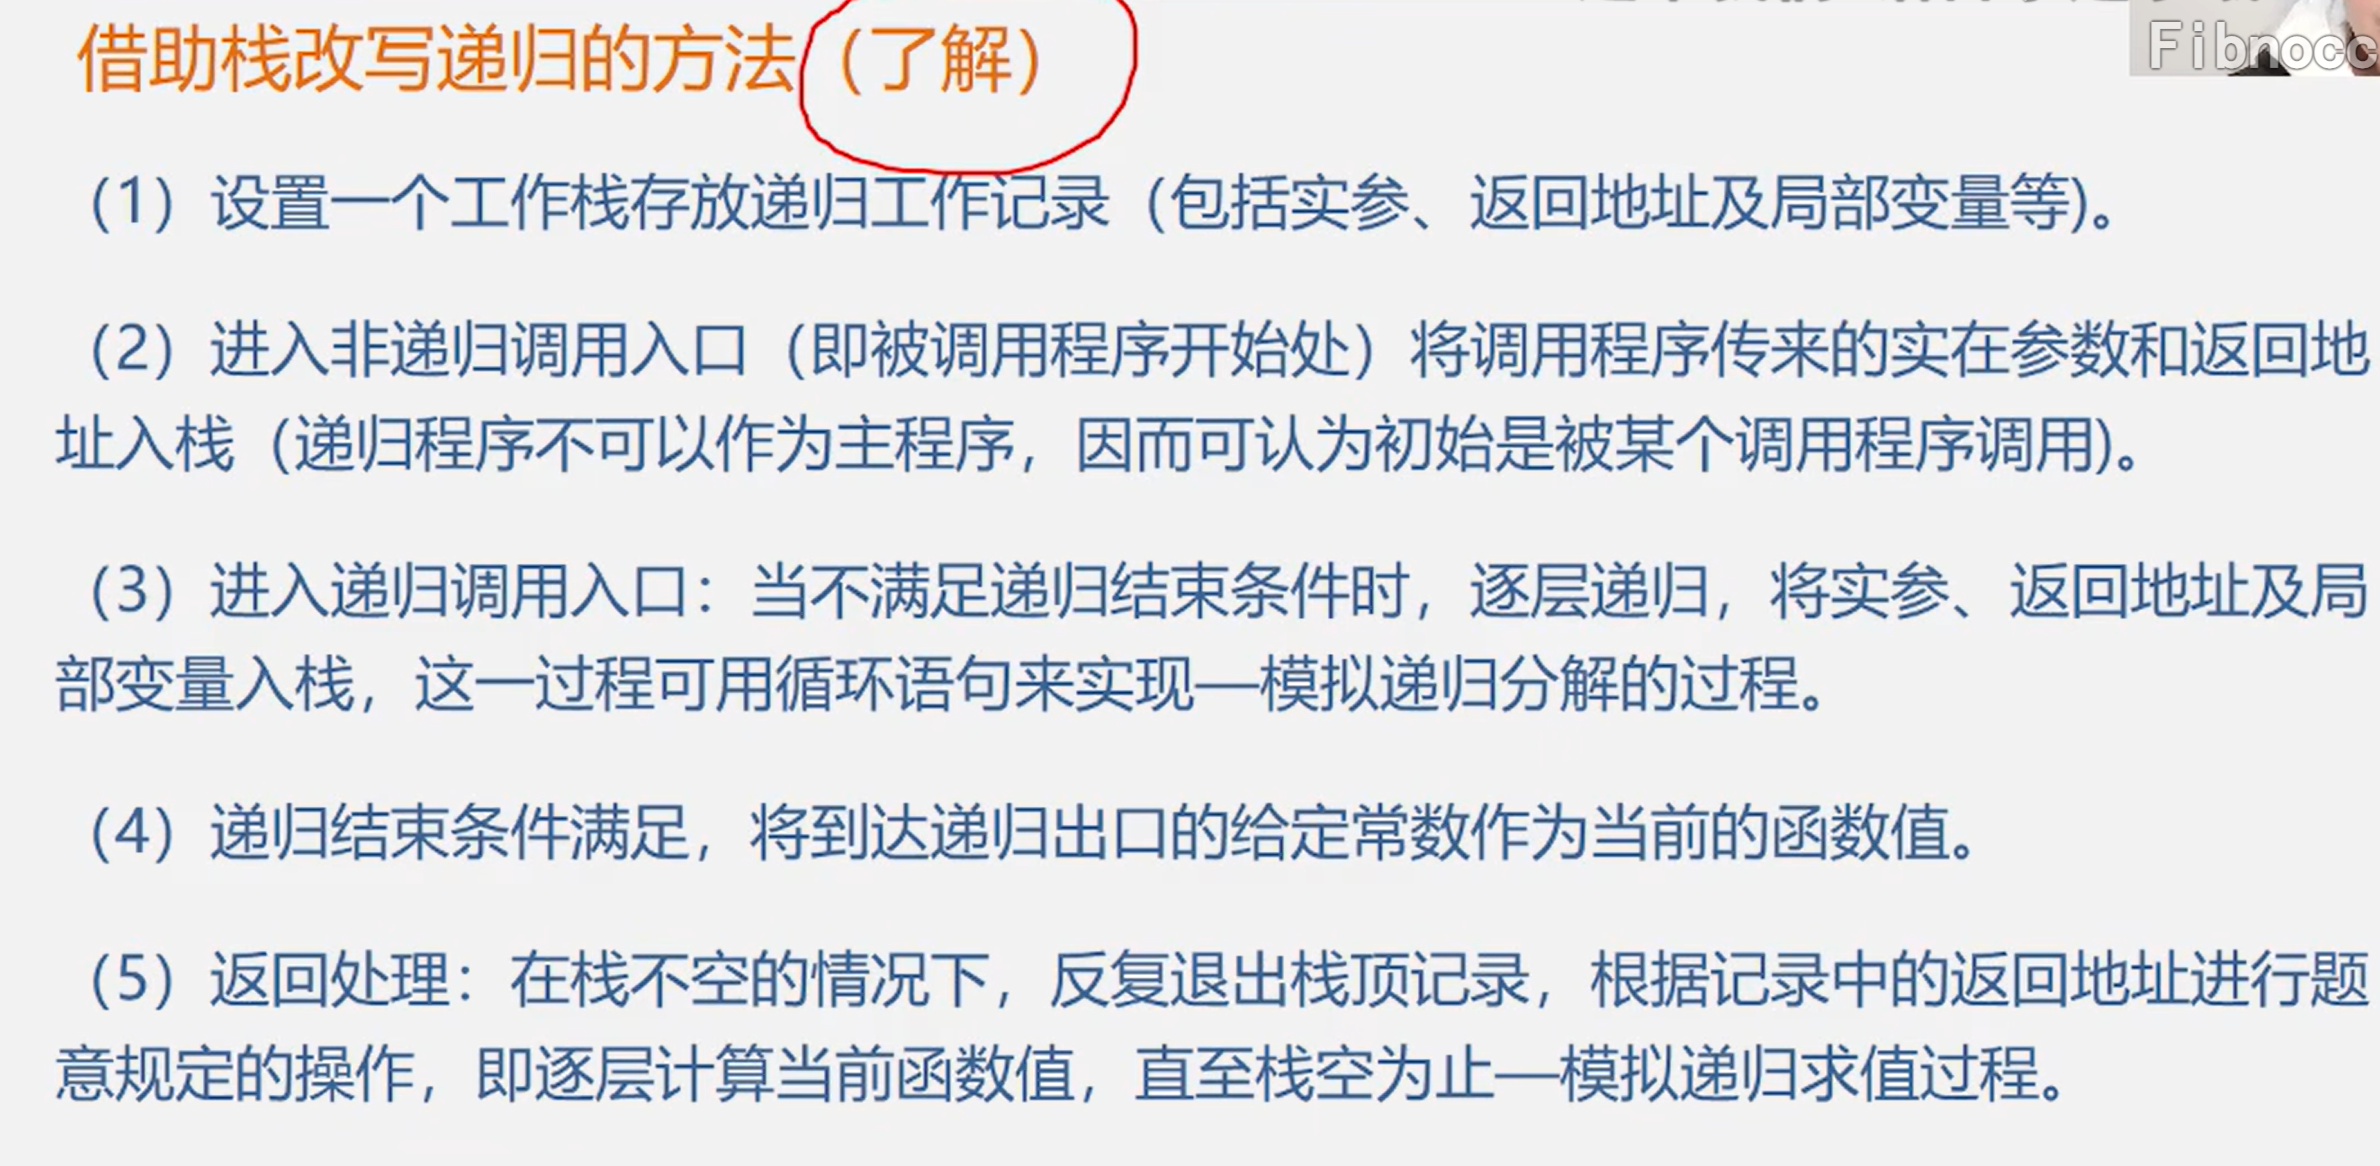 借助栈改写递归的方法（了解）
Fibnocc
（1）设置一个工作栈存放递归工作记录（包括实参、返回地址及局部变量等)。
（2）进入非递归调用入口（即被调用程序开始处）将调用程序传来的实在参数和返回地
址入栈（递归程序不可以作为主程序，因而可认为初始是被某个调用程序调用)。
（3）进入递归调用入口：当不满足递归结束条件时，逐层递归，将实参、返回地址及局
部变量入栈，这一过程可用循环语句来实现—模拟递归分解的过程。
（4）递归结束条件满足，将到达递归出口的给定常数作为当前的函数值。
（5）返回处理：在栈不空的情况下，反复退出栈顶记录，根据记录中的返回地址进行题
意规定的操作，即逐层计算当前函数值，直至栈空为止—模拟递归求值过程。